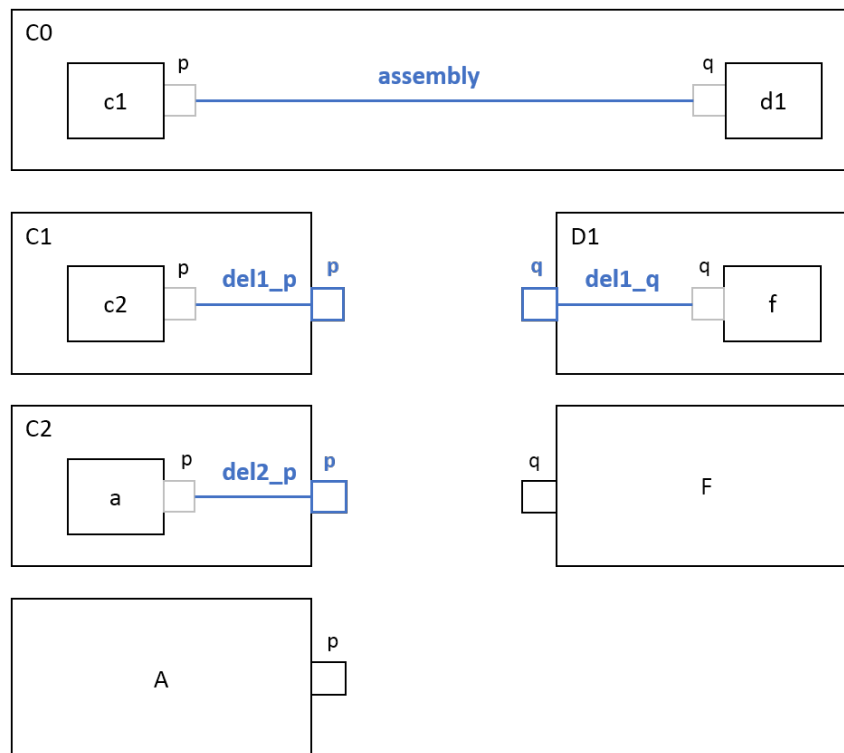 C0
p
assembly
q
c1
d1
C1
D1
p
del1_p
p
q
del1_q
q
c2
f
C2
p
del2_p
p
q
a
F
p
A